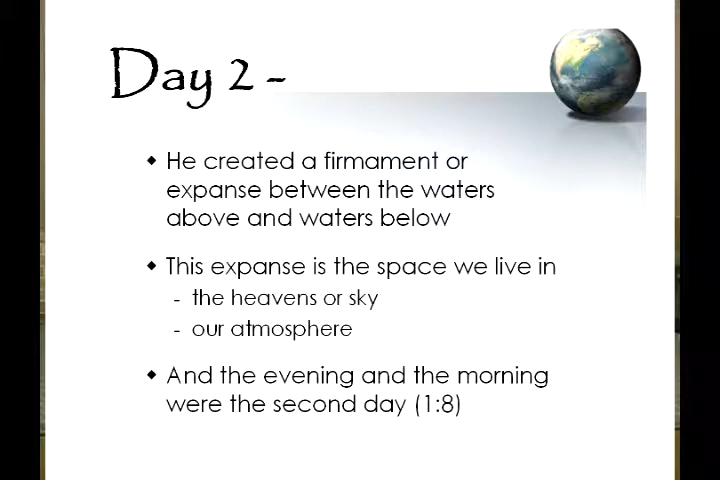 Day 2 -
◆ He created a firmament or
expanse between the waters
above and waters below
◆ This expanse is the space we live in
- the heavens or sky
- our atmosphere
◆ And the evening and the morning
were the second day (1:8)